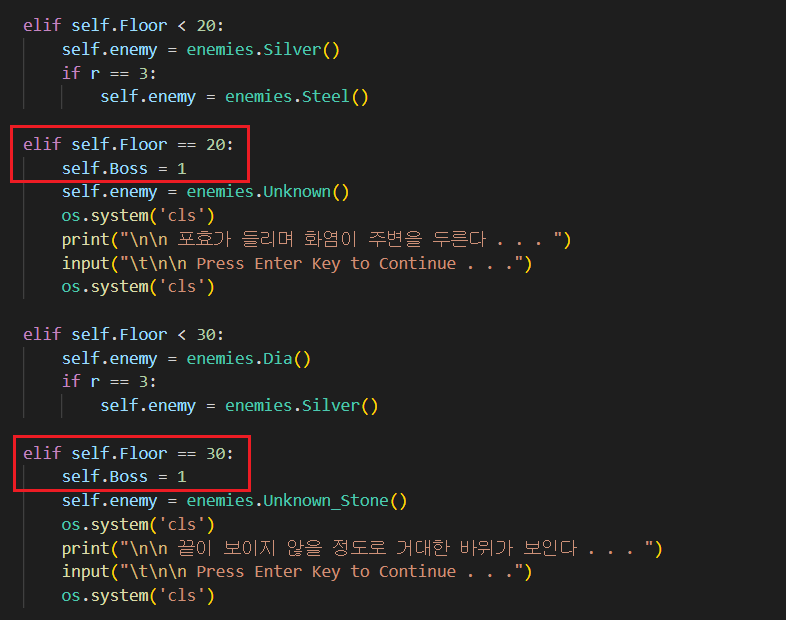 elif self.Floor < 20:
self.enemy = enemies.Silver()
if r == 3:
self.enemy = enemies.Steel()
elif self.Floor == 20:
self.Boss = 1
self.enemy = enemies.Unknown()
os.system('cls')
print("\n\n 포효가 들리며 화염이 주변을 두른다 . . . ")
input("\t\n\n Press Enter Key to Continue . . .")
os.system('cls')
elif self.Floor < 30:
self.enemy = enemies.Dia()
if r == 3:
self.enemy = enemies.Silver()
elif self.Floor == 30:
self.Boss = 1
self.enemy = enemies.Unknown_Stone()
os.system('cls')
print("\n\n 끝이 보이지 않을 정도로 거대한 바위가 보인다 . . . ")
input("\t\n\n Press Enter Key to Continue . . .")
os.system('cls')